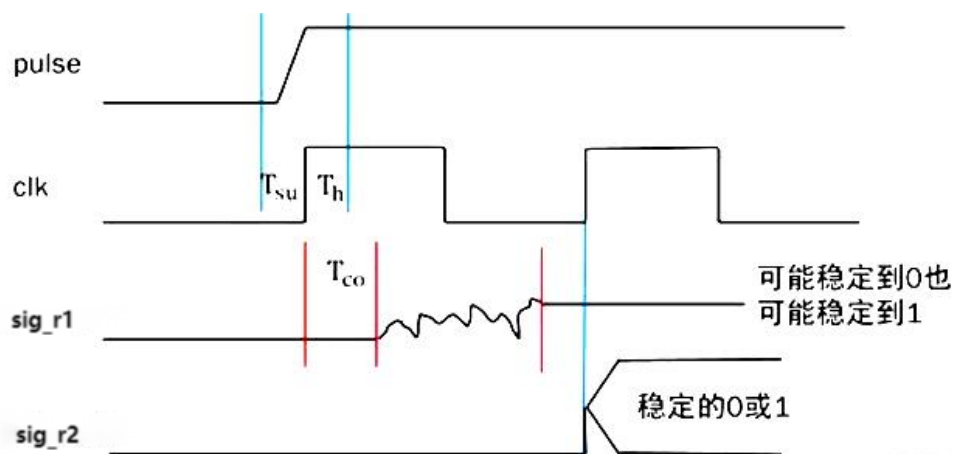 pulse
clk
Tsu
Th
Tco
sig_r1
可能稳定到0也
可能稳定到1
sig_r2
稳定的0或1